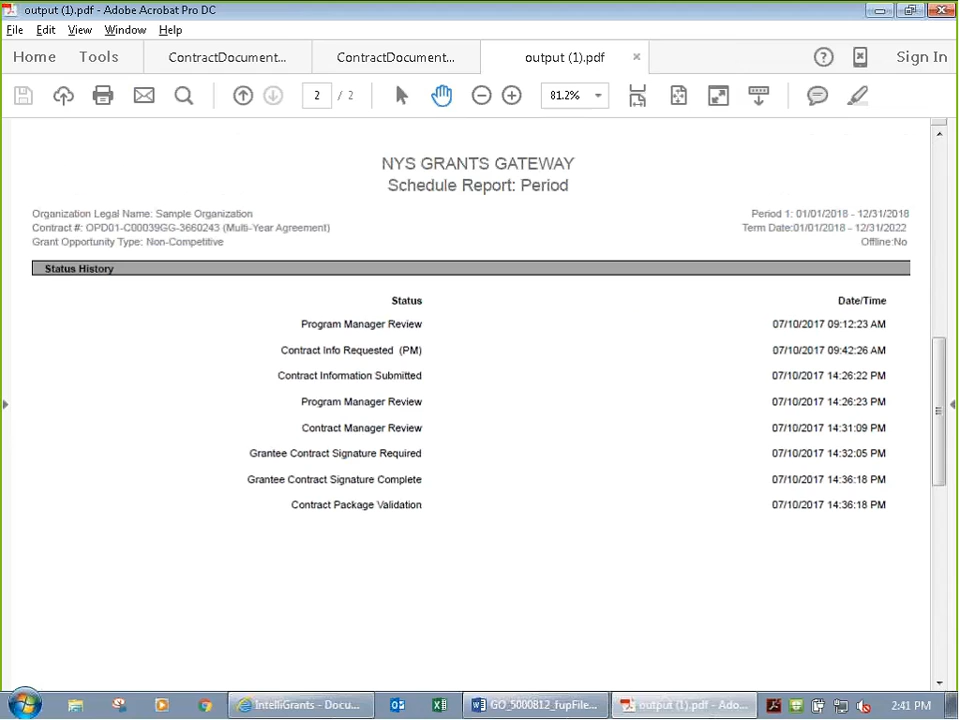 output (1).pdf - Adobe Acrobat Pro DC
File Edit View Window Help
Home Tools ContractDocument... ContractDocument... output (1).pdf × Sign In
2 / 2 81.2%
NYS GRANTS GATEWAY
Schedule Report: Period
Organization Legal Name: Sample Organization Period 1: 01/01/2018 - 12/31/2018
Contract #: OPD01-C00039GG-3660243 (Multi-Year Agreement) Term Date:01/01/2018 - 12/31/2022
Grant Opportunity Type: Non-Competitive Offline:No
Status History
Status Date/Time
Program Manager Review 07/10/2017 09:12:23 AM
Contract Info Requested (PM) 07/10/2017 09:42:26 AM
Contract Information Submitted 07/10/2017 14:26:22 PM
Program Manager Review 07/10/2017 14:26:23 PM
Contract Manager Review 07/10/2017 14:31:09 PM
Grantee Contract Signature Required 07/10/2017 14:32:05 PM
Grantee Contract Signature Complete 07/10/2017 14:36:18 PM
Contract Package Validation 07/10/2017 14:36:18 PM
IntelliGrants - Docu... GO_5000812_fupFile... output (1).pdf - Ado... 2:41 PM